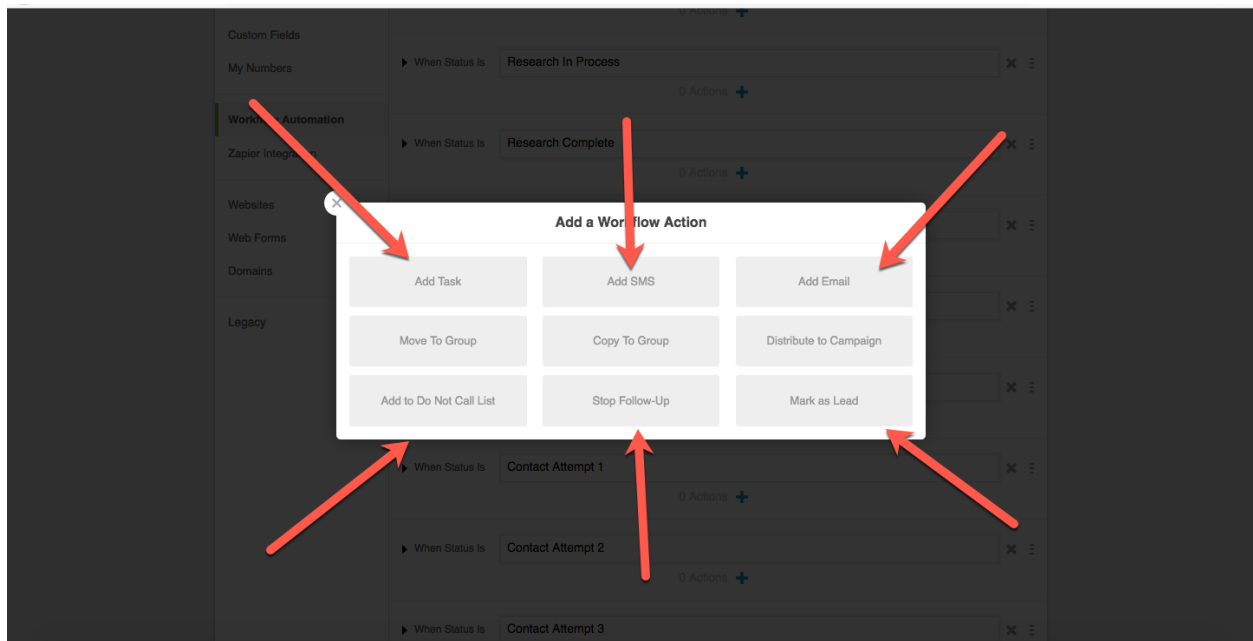 0 Actions
Custom Fields
My Numbers
When Status Is Research In Process
0 Actions
Workflow Automation
Zapier Integration
When Status Is Research Complete
0 Actions
Websites
Web Forms
Domains
Legacy
Add a Workflow Action
Add Task Add SMS Add Email
Move To Group Copy To Group Distribute to Campaign
Add to Do Not Call List Stop Follow-Up Mark as Lead
When Status Is Contact Attempt 1
0 Actions
When Status Is Contact Attempt 2
0 Actions
When Status Is Contact Attempt 3